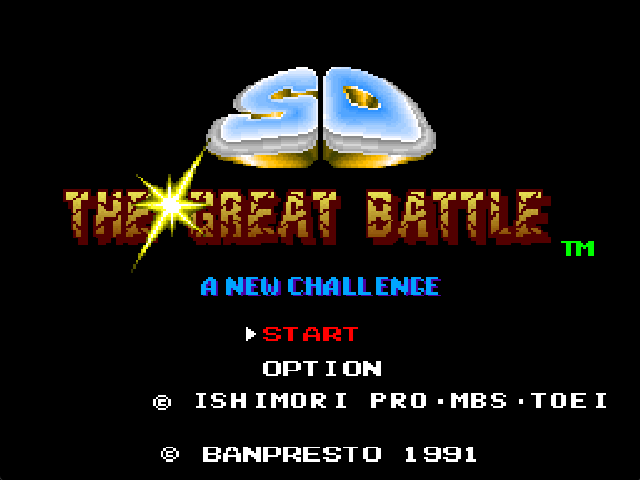 SD
THE GREAT BATTLE
TM
A NEW CHALLENGE
START
OPTION
© ISHIMORI PRO·MBS·TOEI
© BANPRESTO 1991